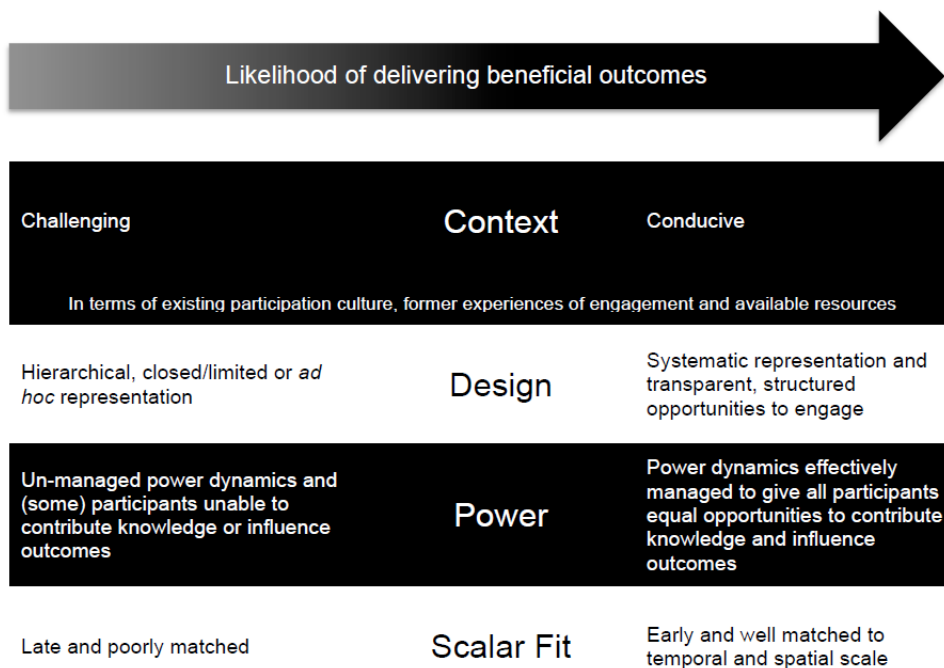 Likelihood of delivering beneficial outcomes
Challenging
Context
Conducive
In terms of existing participation culture, former experiences of engagement and available resources
Hierarchical, closed/limited or ad
hoc representation
Design
Systematic representation and
transparent, structured
opportunities to engage
Un-managed power dynamics and
(some) participants unable to
contribute knowledge or influence
outcomes
Power
Power dynamics effectively
managed to give all participants
equal opportunities to contribute
knowledge and influence
outcomes
Late and poorly matched
Scalar Fit
Early and well matched to
temporal and spatial scale